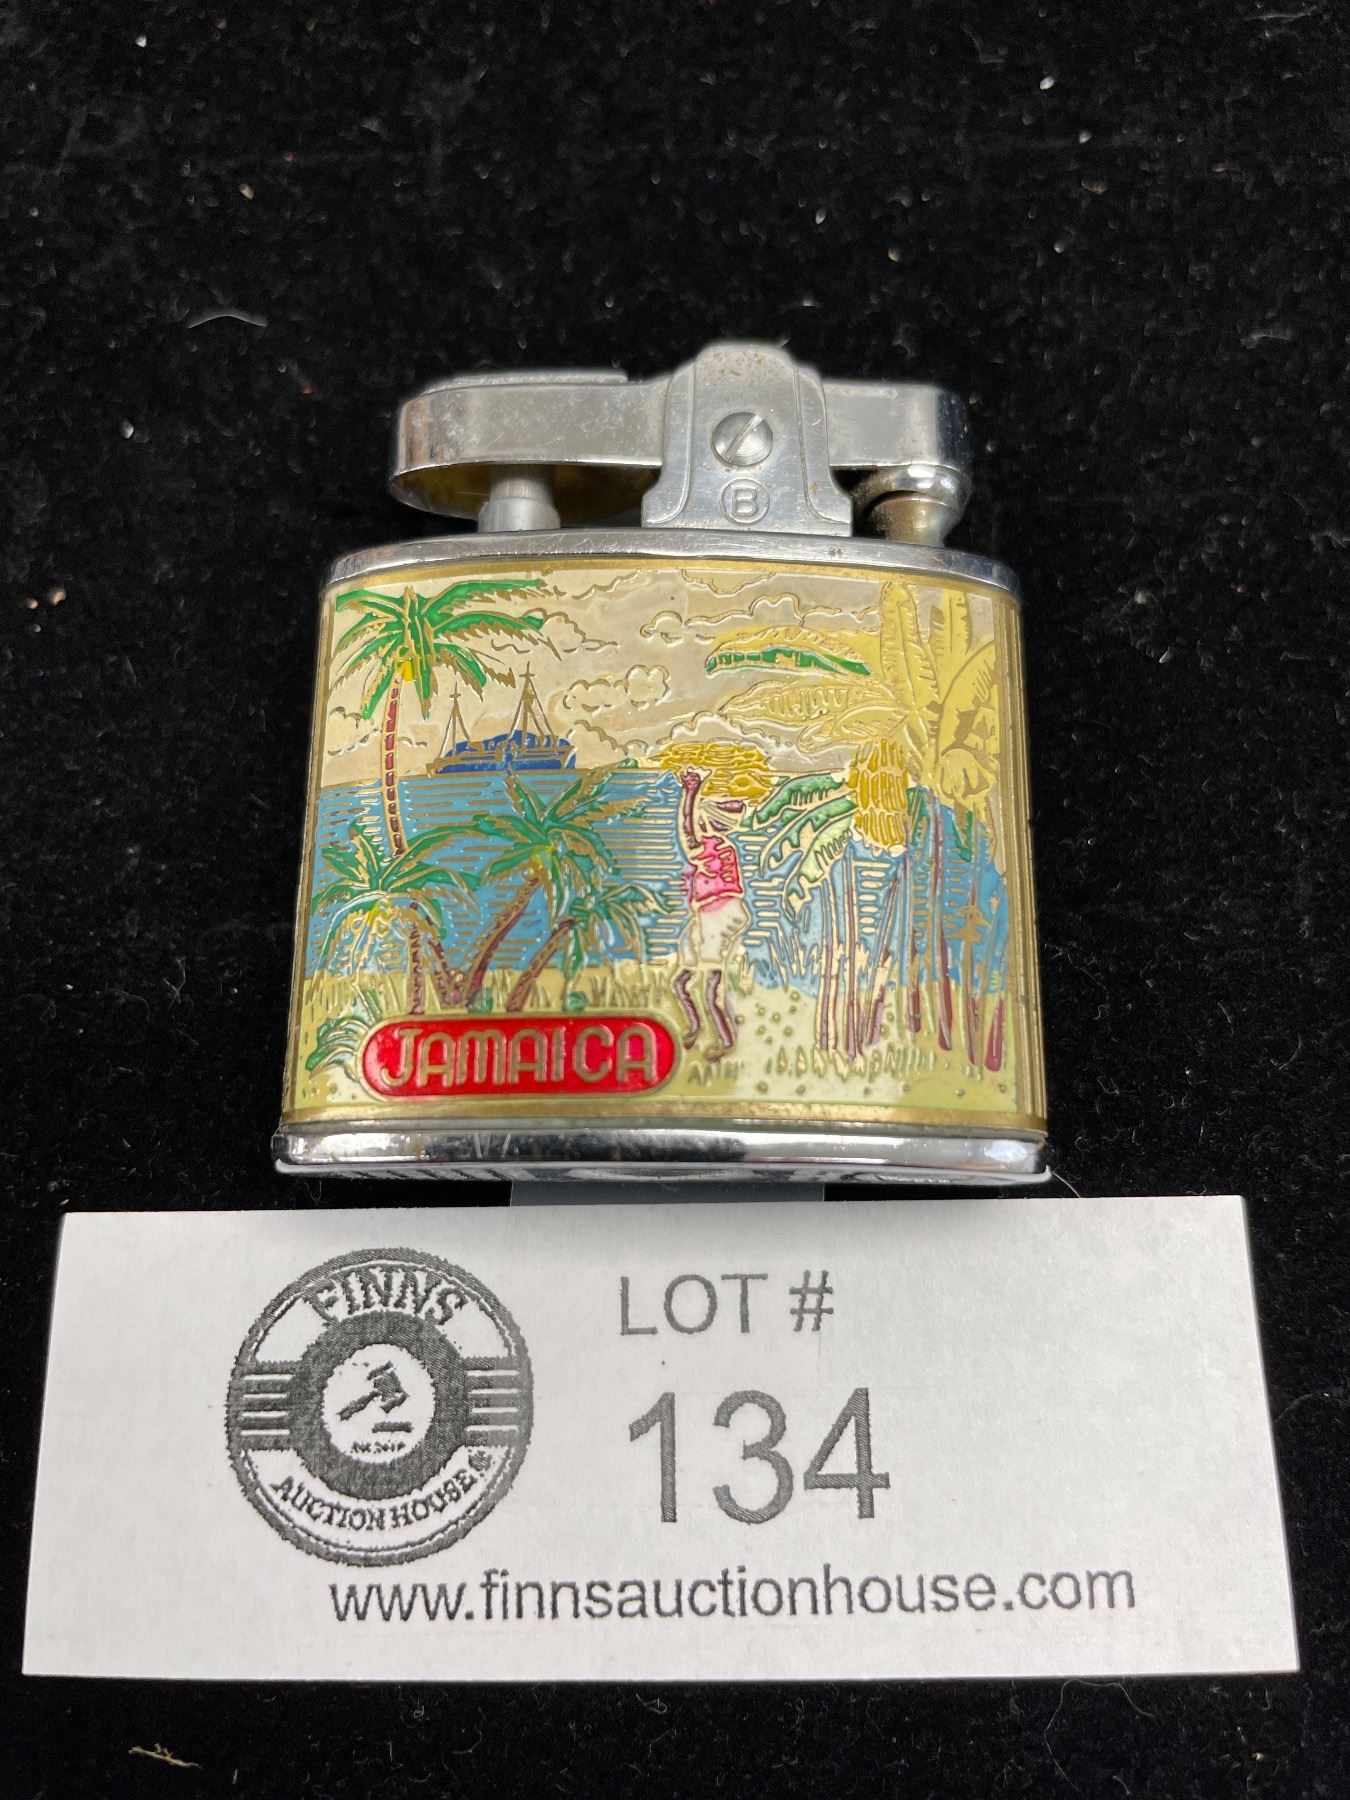 B
JAMAICA
FINNS
AUCTION HOUSE
LOT #
134
www.finnsauctionhouse.com